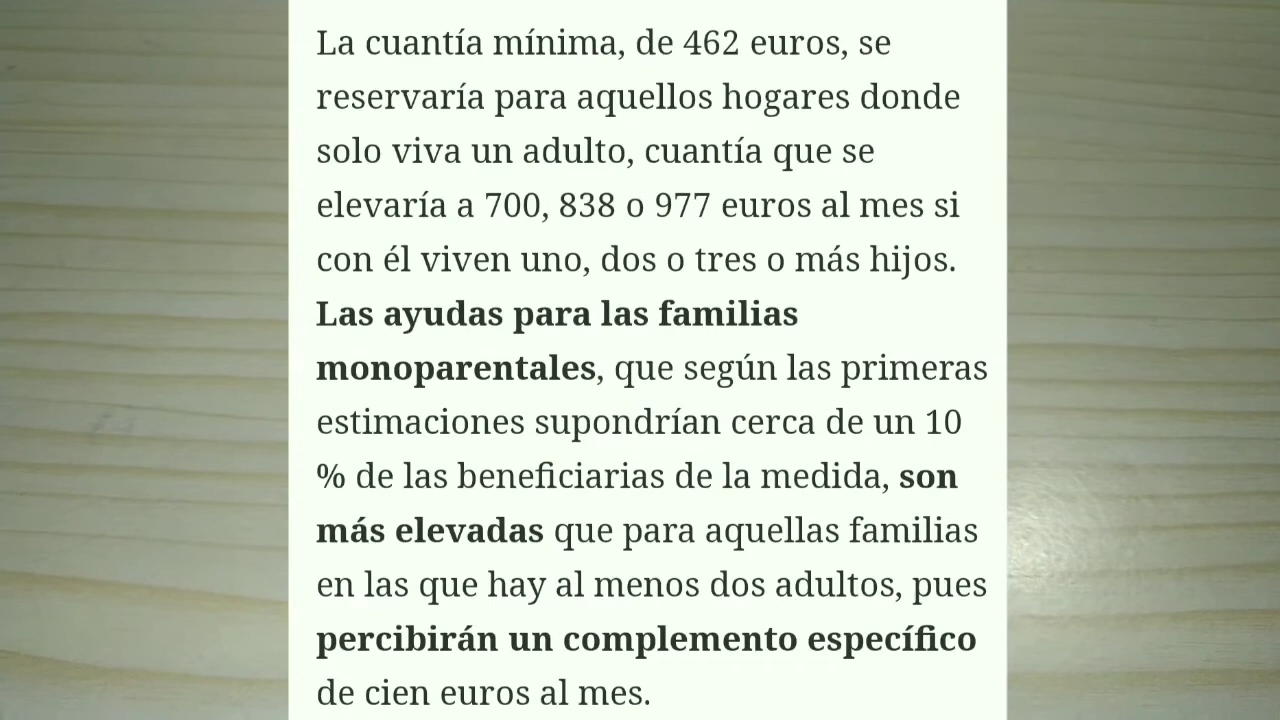 La cuantía mínima, de 462 euros, se
reservaría para aquellos hogares donde
solo viva un adulto, cuantía que se
elevaría a 700, 838 o 977 euros al mes si
con él viven uno, dos o tres o más hijos.
Las ayudas para las familias
monoparentales, que según las primeras
estimaciones supondrían cerca de un 10
% de las beneficiarias de la medida, son
más elevadas que para aquellas familias
en las que hay al menos dos adultos, pues
percibirán un complemento específico
de cien euros al mes.